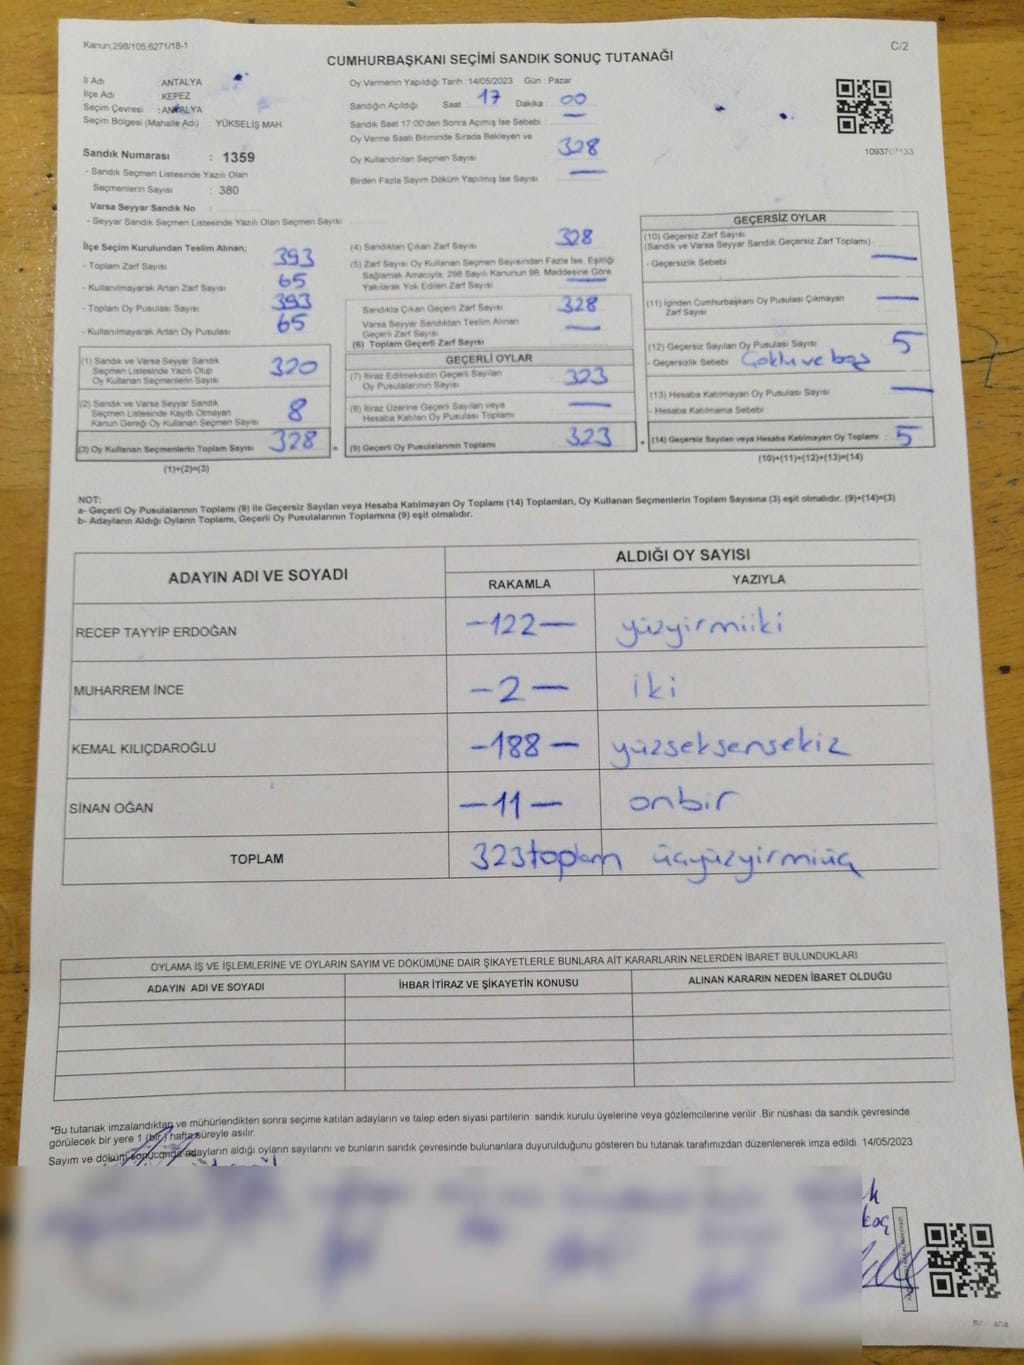 Kanun:298/105,6271/18-1
C/2
CUMHURBAŞKANI SEÇİMİ SANDIK SONUÇ TUTANAĞI
İl Adı ANTALYA
İlçe Adı KEPEZ
Seçim Çevresi : ANTALYA
Seçim Bölgesi (Mahalle Adı) YÜKSELİŞ MAH.
Sandık Numarası : 1359
- Sandık Seçmen Listesinde Yazılı Olan
Seçmenlerin Sayısı : 380
Varsa Seyyar Sandık No :
- Seyyar Sandık Seçmen Listesinde Yazılı Olan Seçmen Sayısı
Oy Vermenin Yapıldığı Tarih :14/05/2023 Gün : Pazar
Sandığın Açıldığı Saat 17 Dakika 00
Sandık Saat 17:00'den Sonra Açımış İse Sebebi : —
Oy Verme Saati Bitiminde Sırada Bekleyen ve
Oy Kullandırılan Seçmen Sayısı : 328
Birden Fazla Sayım Döküm Yapılmış İse Sayısı : —
İlçe Seçim Kurulundan Teslim Alınan;
- Toplam Zarf Sayısı : 393
- Kullanılmayarak Artan Zarf Sayısı : 65
- Toplam Oy Pusulası : 393
- Kullanılmayarak Artan Oy Pusulası : 65
(1) Sandık ve Varsa Seyyar Sandık
Seçmen Listesinde Yazılı Olup
Oy Kullanan Seçmenlerin Sayısı : 320
(2) Sandık ve Varsa Seyyar Sandık
Seçmen Listesinde Kayıtlı Olmayan
Kanun Gereği Oy Kullanan Seçmen Sayısı : 8
(3) Oy Kullanan Seçmenlerin Toplam Sayısı : 328
(1)+(2)=(3)
(4) Sandıktan Çıkan Zarf Sayısı : 328
(5) Zarf Sayısı Oy Kullanan Seçmen Sayısından Fazla İse, Eşitliği
Sağlamak Amacıyla, 298 Sayılı Kanunun 98. Maddesine Göre
Yakılarak Yok Edilen Zarf Sayısı : —
Sandıkta Çıkan Geçerli Zarf Sayısı : 328
Varsa Seyyar Sandıktan Teslim Alınan
Geçerli Zarf Sayısı : —
(6) Toplam Geçerli Zarf Sayısı
GEÇERLİ OYLAR
(7) İtiraz Edilmeksizin Geçerli Sayılan
Oy Pusulalarının Sayısı : 323
(8) İtiraz Üzerine Geçerli Sayılan veya
Hesaba Katılan Oy Pusulası Toplamı : —
(9) Geçerli Oy Pusulalarının Toplamı : 323
GEÇERSİZ OYLAR
(10) Geçersiz Zarf Sayısı
(Sandık ve Varsa Seyyar Sandık Geçersiz Zarf Toplamı)
- Geçersizlik Sebebi : —
(11) İçinden Cumhurbaşkanı Oy Pusulası Çıkmayan
Zarf Sayısı : —
(12) Geçersiz Sayılan Oy Pusulası Sayısı : 5
- Geçersizlik Sebebi Çoklu ve boş
(13) Hesaba Katılmayan Oy Pusulası Sayısı : —
- Hesaba Katılmama Sebebi
(14) Geçersiz Sayılan veya Hesaba Katılmayan Oy Toplamı : 5
(10)+(11)+(12)+(13)=(14)
NOT:
a- Geçerli Oy Pusulalarının Toplamı (9) ile Geçersiz Sayılan veya Hesaba Katılmayan Oy Toplamı (14) Toplamları, Oy Kullanan Seçmenlerin Toplam Sayısına (3) eşit olmalıdır. (9)+(14)=(3)
b- Adayların Aldığı Oyların Toplamı, Geçerli Oy Pusulalarının Toplamına (9) eşit olmalıdır.
ADAYIN ADI VE SOYADI ALDIĞI OY SAYISI
RAKAMLA YAZIYLA
RECEP TAYYİP ERDOĞAN -122- yüzyirmiiki
MUHARREM İNCE -2- iki
KEMAL KILIÇDAROĞLU -188- yüzseksensekiz
SİNAN OĞAN -11- onbir
TOPLAM 323toplam üçyüzyirmiüç
OYLAMA İŞ VE İŞLEMLERİNE VE OYLARIN SAYIM VE DÖKÜMÜNE DAİR ŞİKAYETLERLE BUNLARA AİT KARARLARIN NELERDEN İBARET BULUNDUKLARI
ADAYIN ADI VE SOYADI İHBAR İTİRAZ VE ŞİKAYETİN KONUSU ALINAN KARARIN NEDEN İBARET OLDUĞU
*Bu tutanak imzalandıktan ve mühürlendikten sonra seçime katılan adayların ve talep eden siyasi partilerin sandık kurulu üyelerine veya gözlemcilerine verilir .Bir nüshası da sandık çevresinde
görülecek bir yere 1 (bir) hafta süreyle asılır.
Sayım ve döküm sonucunda adayların aldığı oyların sayılarını ve bunların sandık çevresinde bulunanlara duyurulduğunu gösteren bu tutanak tarafımızdan düzenlenerek imza edildi. 14/05/2023